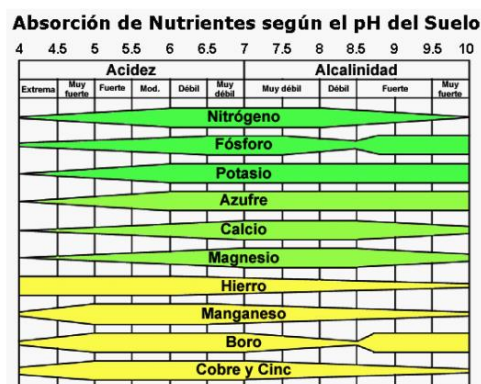 Absorción de Nutrientes según el pH del Suelo
4 4.5 5 5.5 6 6.5 7 7.5 8 8.5 9 9.5 10
Acidez Alcalinidad
Extrema Muy fuerte Fuerte Mod. Débil Muy débil Muy débil Débil Fuerte Muy fuerte
Nitrógeno
Fósforo
Potasio
Azufre
Calcio
Magnesio
Hierro
Manganeso
Boro
Cobre y Cinc